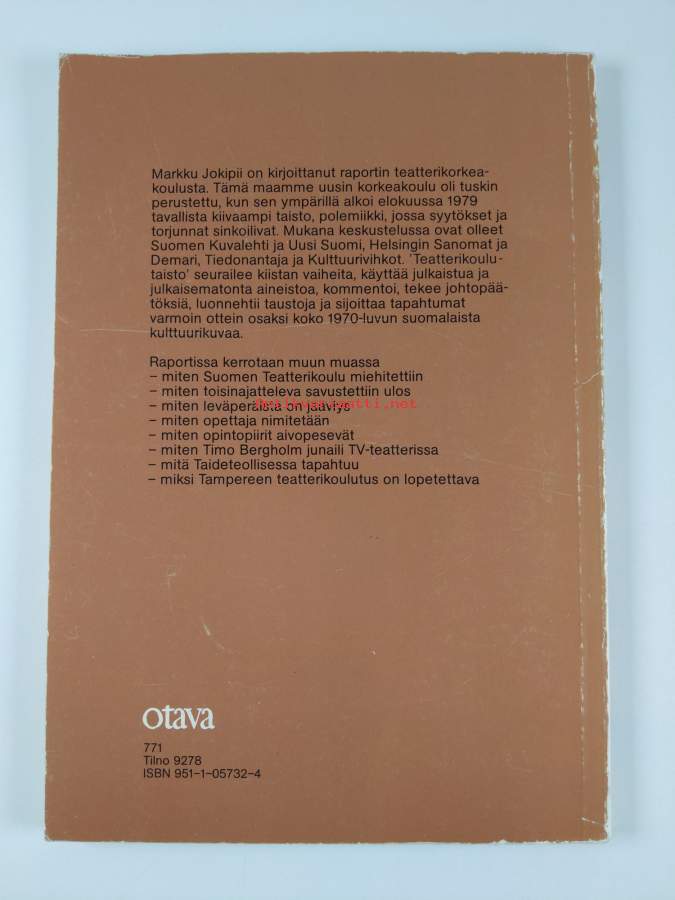 Markku Jokipii on kirjoittanut raportin teatterikorkea-
koulusta. Tämä maamme uusin korkeakoulu oli tuskin
perustettu, kun sen ympärillä alkoi elokuussa 1979
tavallista kiivaampi taisto, polemiikki, jossa syytökset ja
torjunnat sinkoilivat. Mukana keskustelussa ovat olleet
Suomen Kuvalehti ja Uusi Suomi, Helsingin Sanomat ja
Demari, Tiedonantaja ja Kulttuurivihkot. 'Teatterikoulu-
taisto' seurailee kiistan vaiheita, käyttää julkaistua ja
julkaisematonta aineistoa, kommentoi, tekee johtopää-
töksiä, luonnehtii taustoja ja sijoittaa tapahtumat
varmoin ottein osaksi koko 1970-luvun suomalaista
kulttuurikuvaa.
Raportissa kerrotaan muun muassa
– miten Suomen Teatterikoulu miehitettiin
– miten toisinajatteleva savustettiin ulos
– miten leväperäistä on jääviys
– miten opettaja nimitetään
– miten opintopiirit aivopesevät
– miten Timo Bergholm junaili TV-teatterissa
– mitä Taideteollisessa tapahtuu
– miksi Tampereen teatterikoulutus on lopetettava
otava
771
Tilno 9278
ISBN 951–1–05732–4